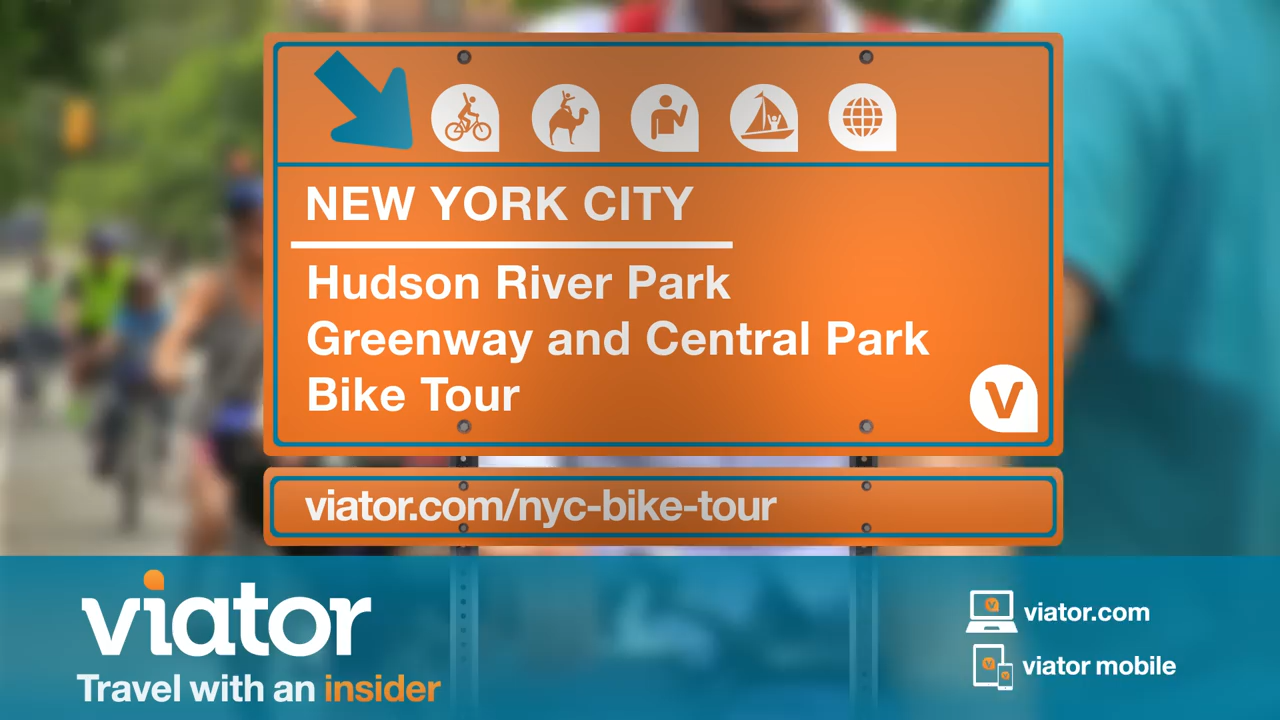 NEW YORK CITY
Hudson River Park
Greenway and Central Park
Bike Tour
V
viator.com/nyc-bike-tour
viator
Travel with an insider
viator.com
viator mobile